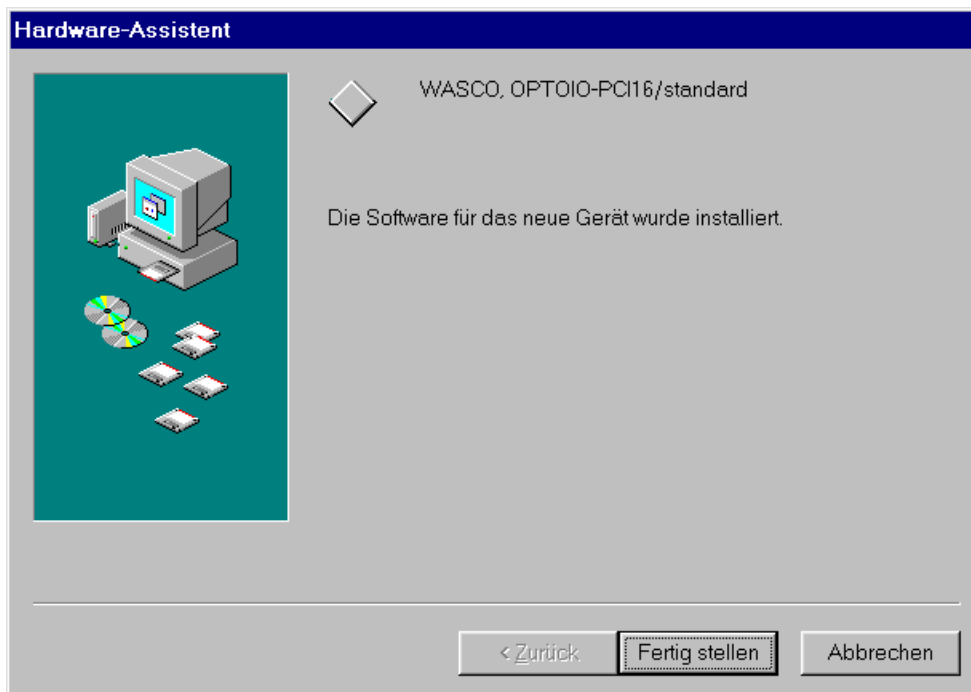 Hardware-Assistent
WASCO, OPTOIO-PCI16/standard
Die Software für das neue Gerät wurde installiert.
< Zurück
Fertig stellen
Abbrechen